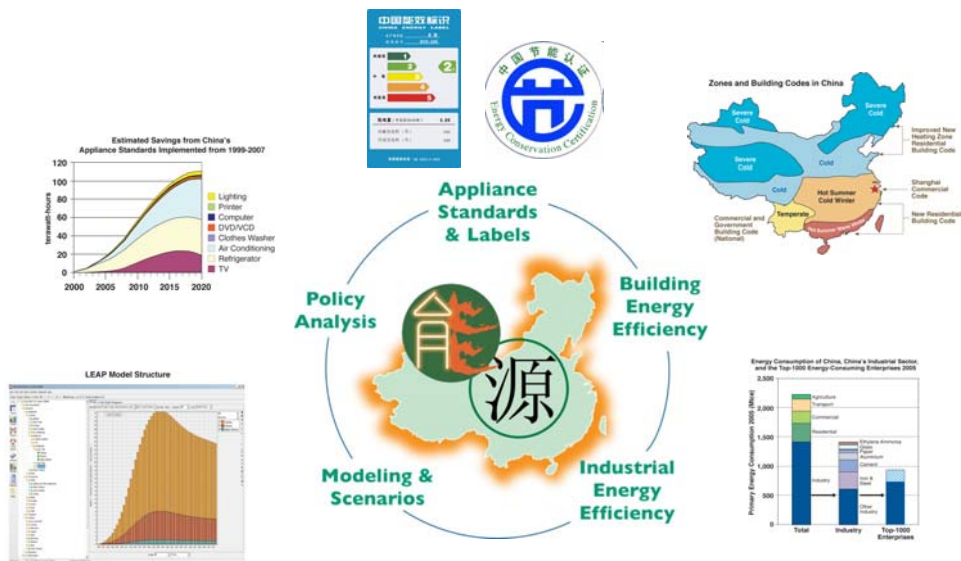 中国能效标识
CHINA ENERGY LABEL
1
2
3
4
5
2
中国节能认证
Energy Conservation Certification
Estimated Savings from China's
Appliance Standards Implemented from 1999-2007
terawatt-hours
120
100
80
60
40
20
0
2000
2005
2010
2015
2020
Lighting
Printer
Computer
DVD/VCD
Clothes Washer
Air Conditioning
Refrigerator
TV
Zones and Building Codes in China
Severe
Cold
Severe
Cold
Severe
Cold
Cold
Cold
Hot Summer
Cold Winter
Temperate
Hot Summer Warm Winter
Improved New
Heating Zone
Residential
Building Code
Shanghai
Commercial
Code
New Residential
Building Code
Commercial and
Government
Building Code
(National)
Appliance
Standards
& Labels
Policy
Analysis
Building
Energy
Efficiency
源
Modeling &
Scenarios
Industrial
Energy
Efficiency
LEAP Model Structure
Energy Consumption of China, China's Industrial Sector,
and the Top-1000 Energy-Consuming Enterprises 2005
Primary Energy Consumption 2005 (Mtce)
2,500
2,000
1,500
1,000
500
0
Agriculture
Transport
Commercial
Residential
Industry
Ethylene Ammonia
Glass
Paper
Aluminum
Cement
Iron &
Steel
Other
Industry
Total
Industry
Top-1000
Enterprises